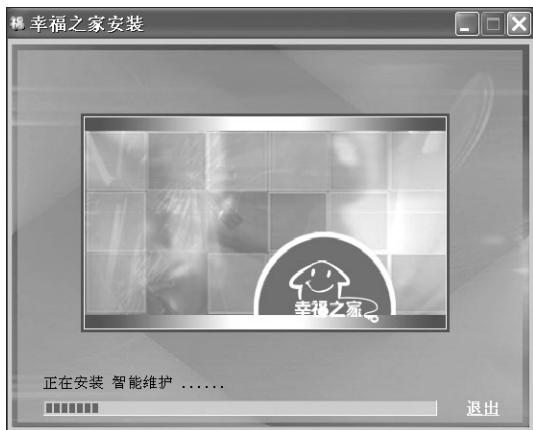 福 幸福之家安装
幸福之家
正在安装 智能维护 ......
退出